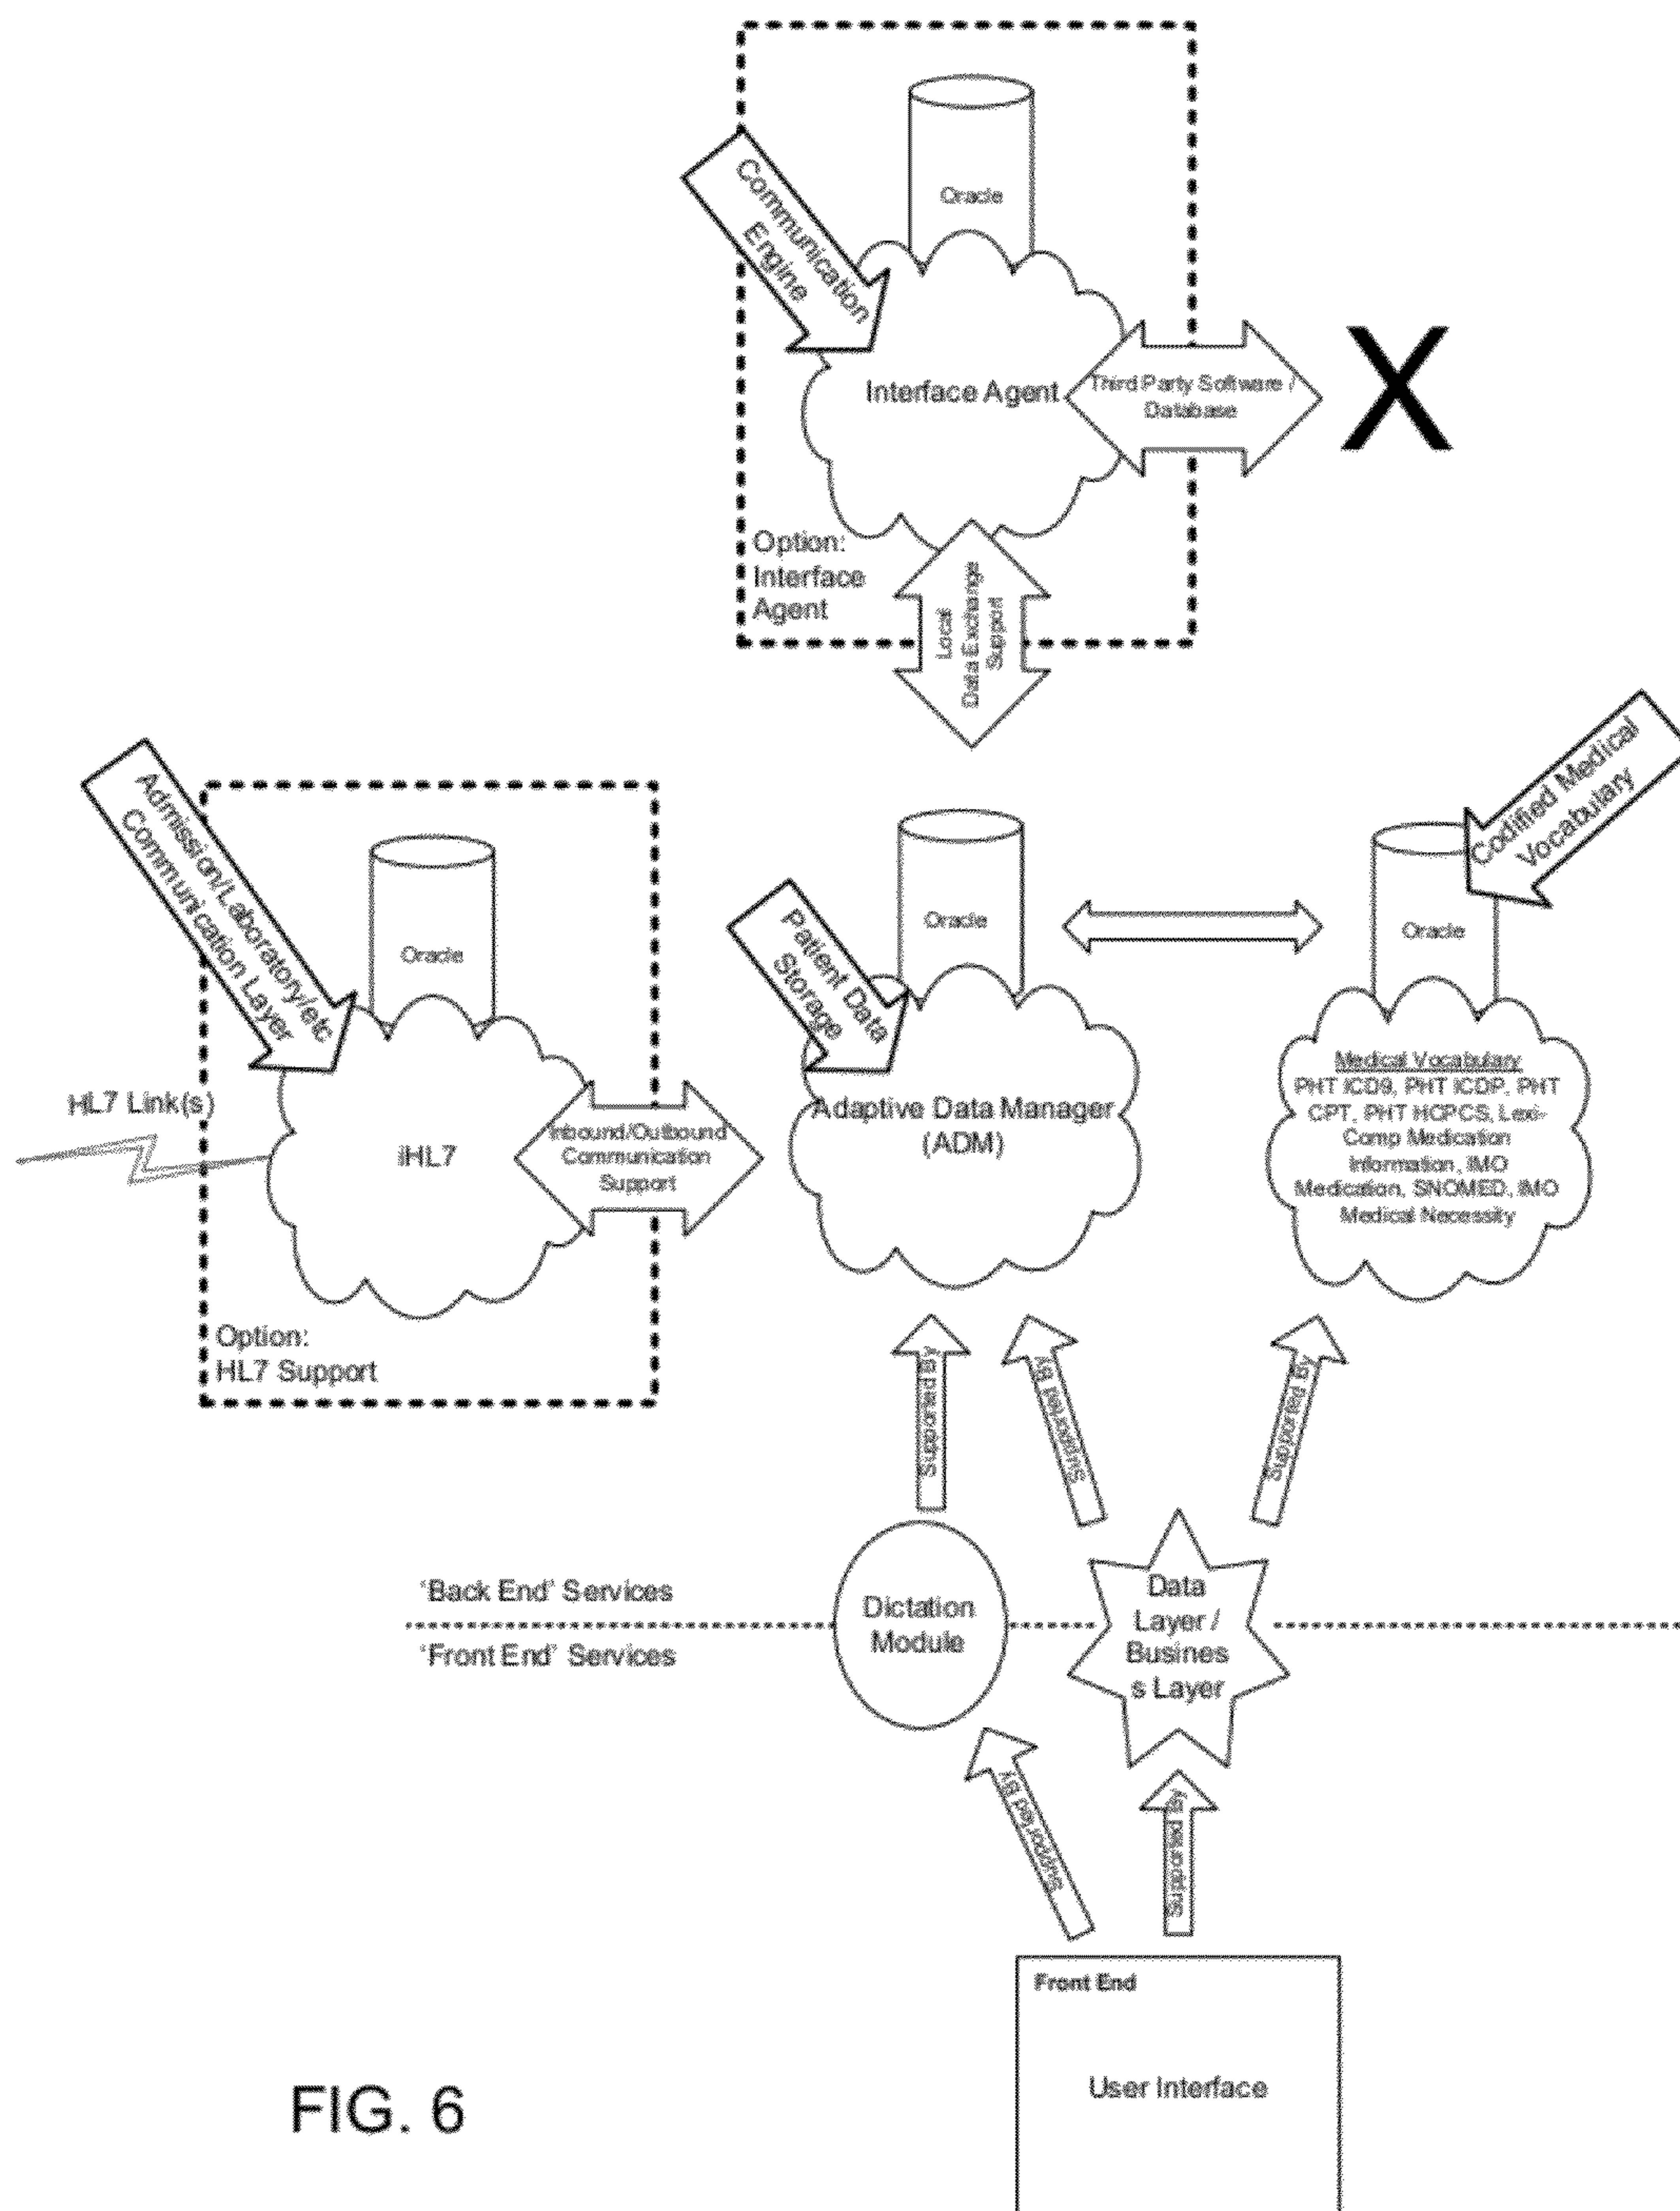 Oracle
Communication
Engine
Interface Agent
Third Party Software /
Database
X
Option:
Interface
Agent
Local
Data Exchange
Support
Admission/Laboratory/etc
Communication Layer
Oracle
HL7 Link(s)
iHL7
Inbound/Outbound
Communication
Support
Option:
HL7 Support
Patient Data
Storage
Oracle
Adaptive Data Manager
(ADM)
Codified Medical
Vocabulary
Oracle
Medical Vocabulary
PHT ICD9, PHT ICDP, PHT
CPT, PHT HCPCS, Lexi-
Comp Medication
Information, IMO
Medication, SNOMED, IMO
Medical Necessity
Supported By
Supported By
Supported By
'Back End' Services
'Front End' Services
Dictation
Module
Data
Layer /
Busines
s Layer
Supported By
Supported By
Front End
User Interface
FIG. 6